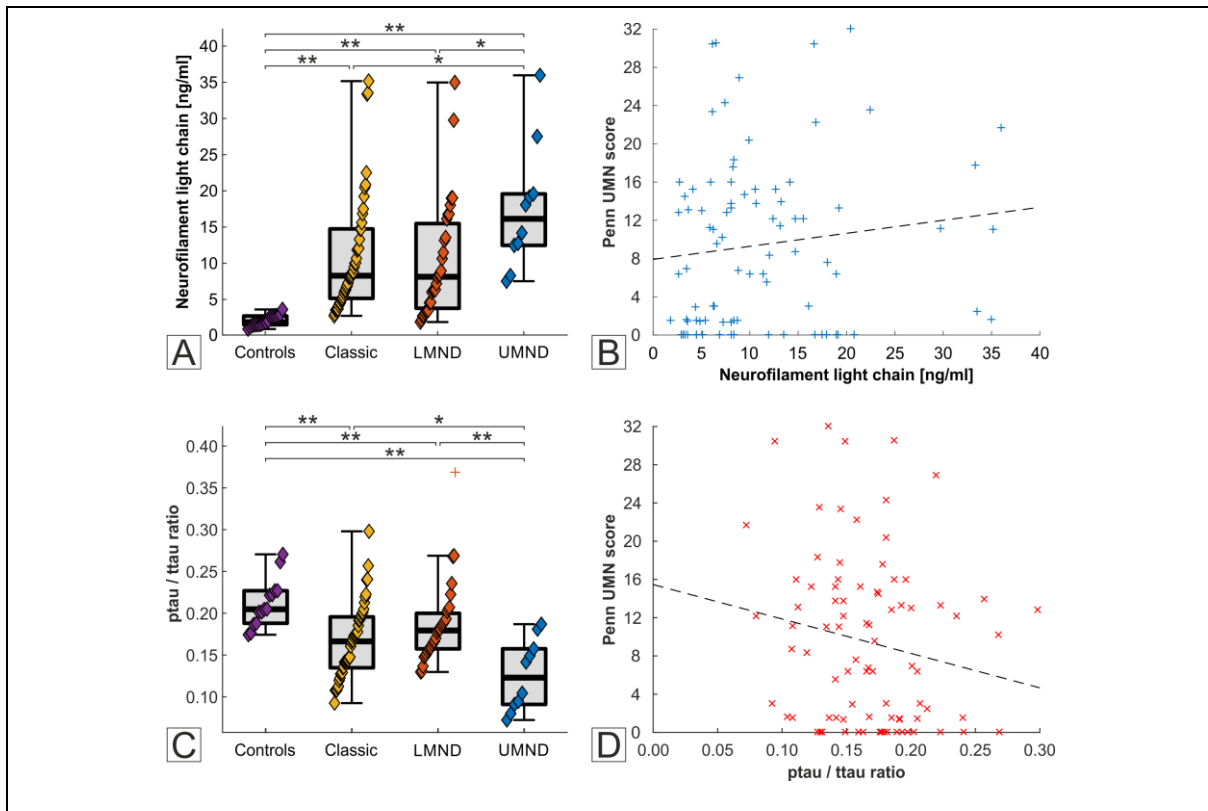 **
** *
** *
40
35
30
25
20
15
10
5
0
Neurofilament light chain [ng/ml]
Controls Classic LMND UMND
A
32
28
24
20
16
12
8
4
0
Penn UMN score
0 5 10 15 20 25 30 35 40
Neurofilament light chain [ng/ml]
B
** *
** **
**
0.40
0.35
0.30
0.25
0.20
0.15
0.10
ptau / ttau ratio
Controls Classic LMND UMND
C
32
28
24
20
16
12
8
4
0
Penn UMN score
0.00 0.05 0.10 0.15 0.20 0.25 0.30
ptau / ttau ratio
D